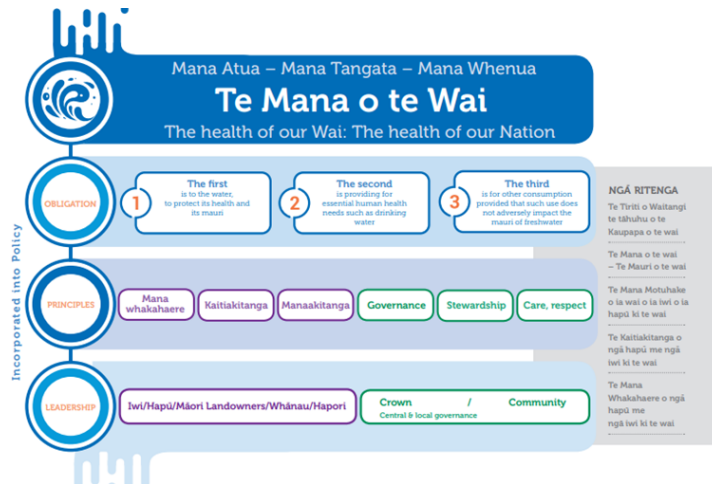 Mana Atua – Mana Tangata – Mana Whenua
Te Mana o te Wai
The health of our Wai: The health of our Nation
Incorporated into Policy
OBLIGATION
1
The first
is to the water,
to protect its health and
its mauri
2
The second
is providing for
essential human health
needs such as drinking
water
3
The third
is for other consumption
provided that such use does
not adversely impact the
mauri of freshwater
PRINCIPLES
Mana
whakahaere
Kaitiakitanga
Manaakitanga
Governance
Stewardship
Care, respect
LEADERSHIP
Iwi/Hapū/Māori Landowners/Whānau/Hapori
Crown / Community
Central & local governance
NGĀ RITENGA
Te Tiriti o Waitangi
te tāhuhu o te
Kaupapa o te wai
Te Mana o te wai
– Te Mauri o te wai
Te Mana Motuhake
o ia wai o ia iwi o ia
hapū ki te wai
Te Kaitiakitanga o
ngā hapū me ngā
iwi ki te wai
Te Mana
Whakahaere o ngā
hapū me
ngā iwi ki te wai